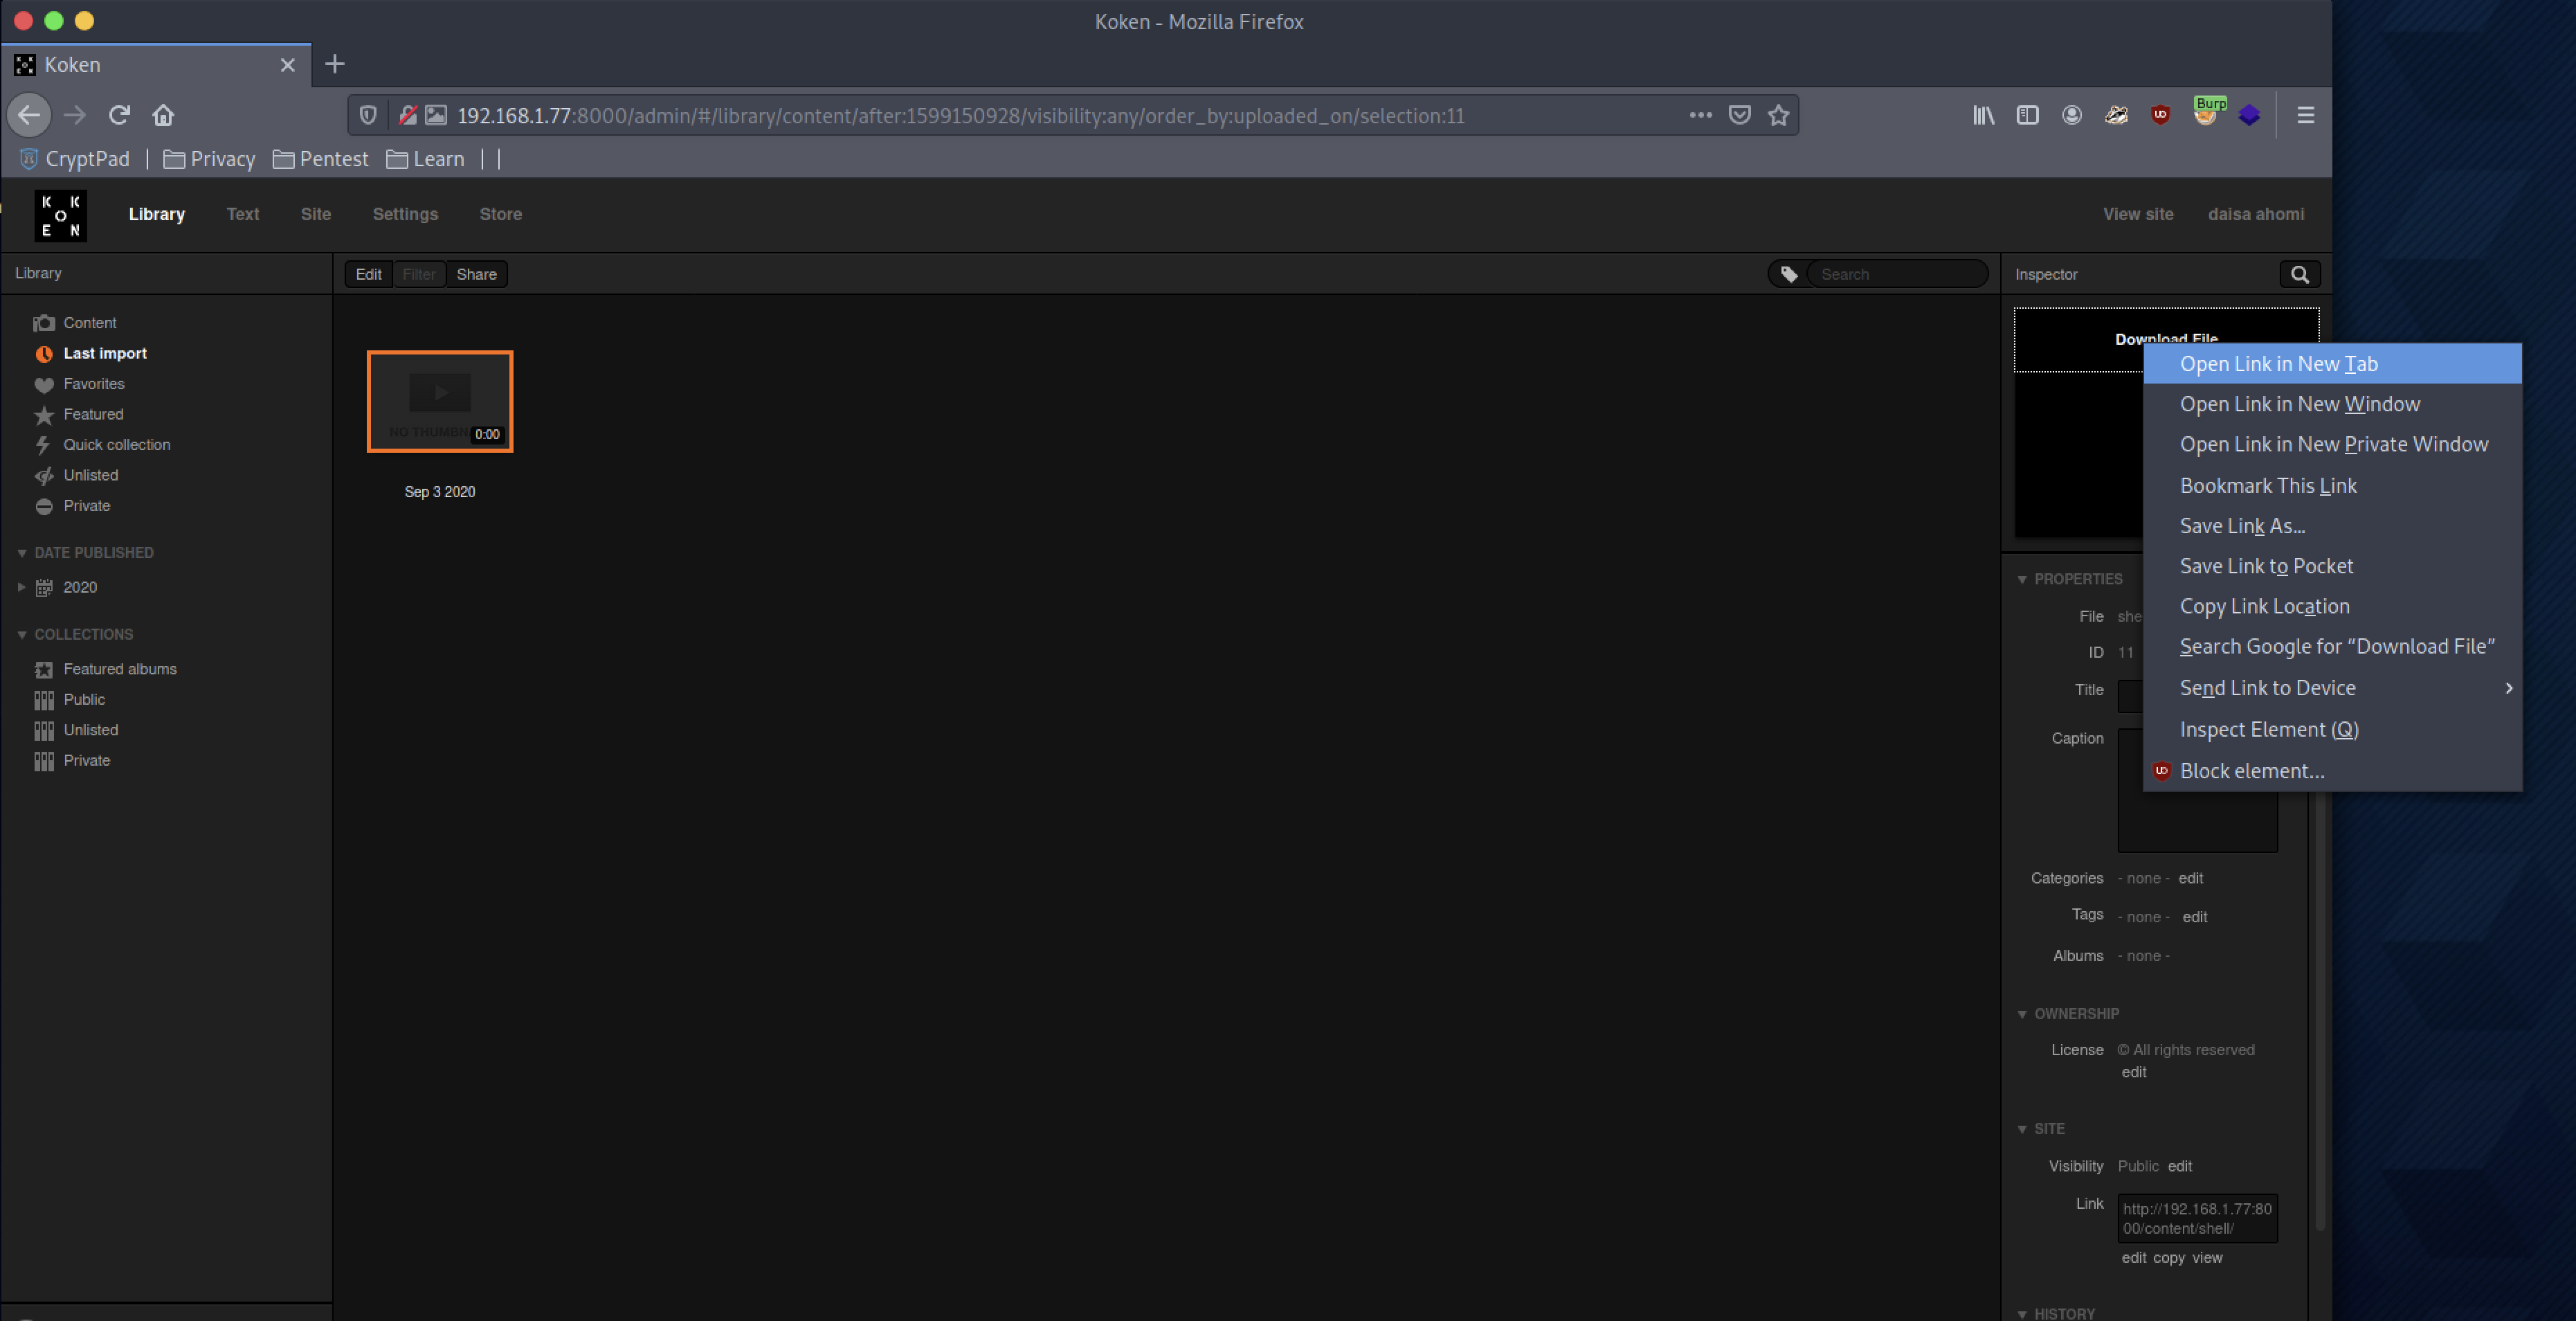 Koken - Mozilla Firefox
Koken
192.168.1.77:8000/admin/#/library/content/after:1599150928/visibility:any/order_by:uploaded_on/selection:11
Burp
CryptPad
Privacy
Pentest
Learn
K K
O
E N
Library Text Site Settings Store
View site daisa ahomi
Library
Edit Filter Share
Search
Inspector
Content
Last import
Favorites
Featured
Quick collection
Unlisted
Private
DATE PUBLISHED
2020
COLLECTIONS
Featured albums
Public
Unlisted
Private
NO THUMBN
0:00
Sep 3 2020
Download File
Open Link in New Tab
Open Link in New Window
Open Link in New Private Window
Bookmark This Link
Save Link As...
Save Link to Pocket
Copy Link Location
Search Google for “Download File”
Send Link to Device
Inspect Element (Q)
Block element...
PROPERTIES
File she
ID 11
Title
Caption
Categories - none - edit
Tags - none - edit
Albums - none -
OWNERSHIP
License © All rights reserved
edit
SITE
Visibility Public edit
Link http://192.168.1.77:80
00/content/shell/
edit copy view
HISTORY